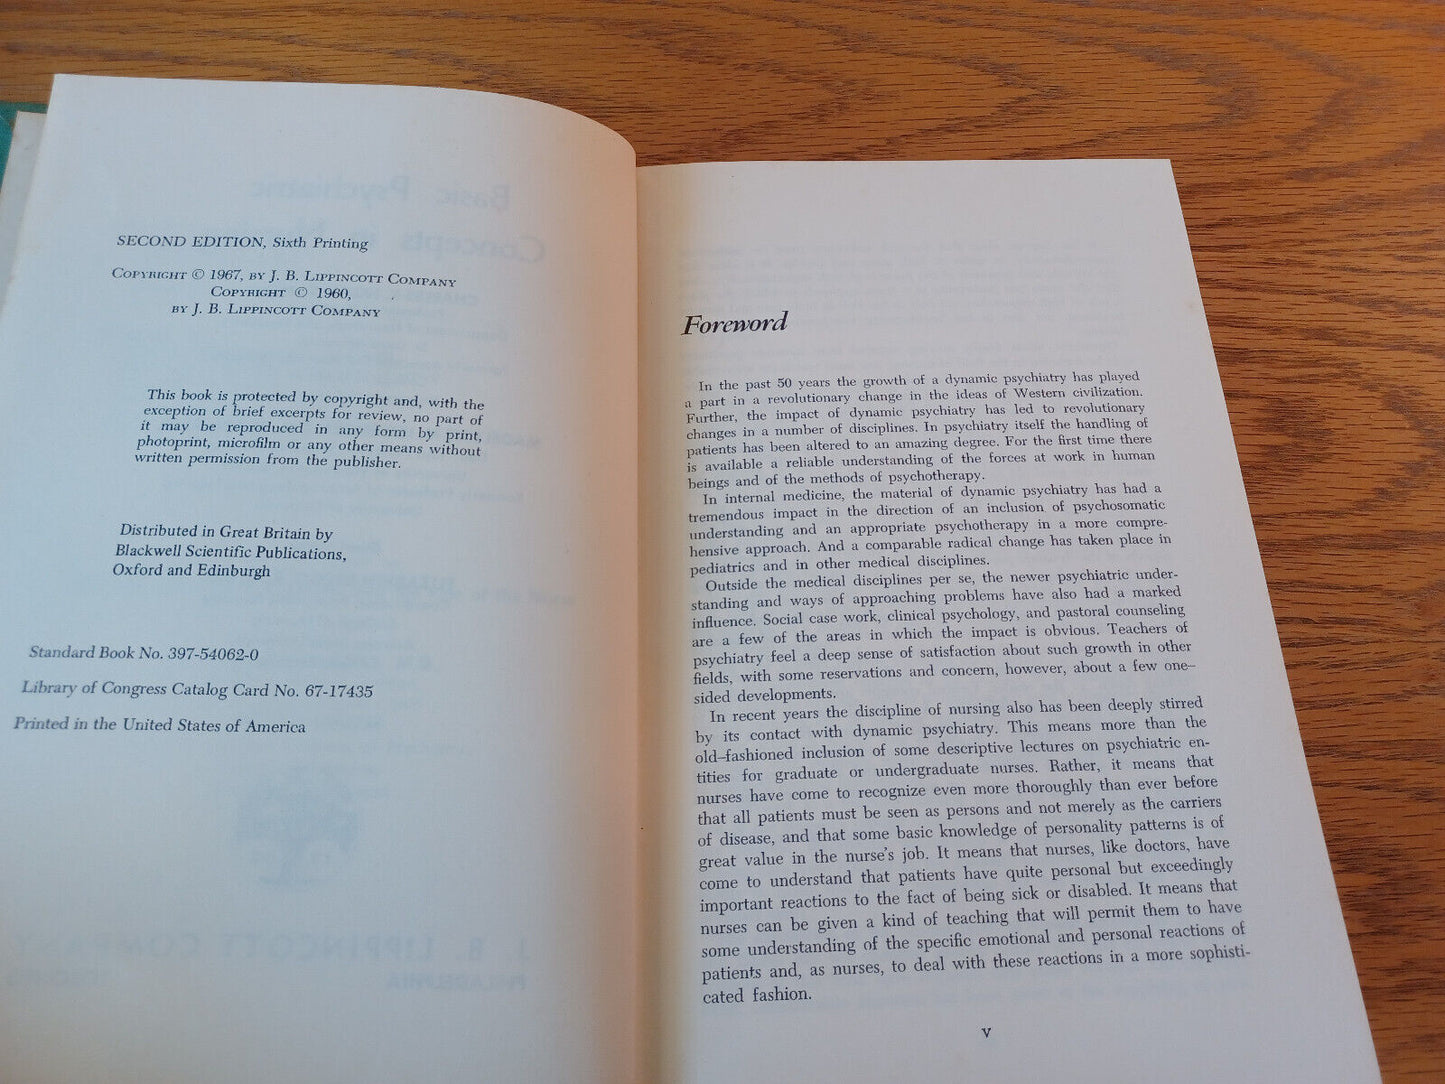 SECOND EDITION, Sixth Printing
COPYRIGHT © 1967, BY J. B. LIPPINCOTT COMPANY
COPYRIGHT © 1960,
BY J. B. LIPPINCOTT COMPANY
This book is protected by copyright and, with the
exception of brief excerpts for review, no part of
it may be reproduced in any form by print,
photoprint, microfilm or any other means without
written permission from the publisher.
Distributed in Great Britain by
Blackwell Scientific Publications,
Oxford and Edinburgh
Standard Book No. 397-54062-0
Library of Congress Catalog Card No. 67-17435
Printed in the United States of America
Foreword
In the past 50 years the growth of a dynamic psychiatry has played
a part in a revolutionary change in the ideas of Western civilization.
Further, the impact of dynamic psychiatry has led to revolutionary
changes in a number of disciplines. In psychiatry itself the handling of
patients has been altered to an amazing degree. For the first time there
is available a reliable understanding of the forces at work in human
beings and of the methods of psychotherapy.
In internal medicine, the material of dynamic psychiatry has had a
tremendous impact in the direction of an inclusion of psychosomatic
understanding and an appropriate psychotherapy in a more compre-
hensive approach. And a comparable radical change has taken place in
pediatrics and in other medical disciplines.
Outside the medical disciplines per se, the newer psychiatric under-
standing and ways of approaching problems have also had a marked
influence. Social case work, clinical psychology, and pastoral counseling
are a few of the areas in which the impact is obvious. Teachers of
psychiatry feel a deep sense of satisfaction about such growth in other
fields, with some reservations and concern, however, about a few one-
sided developments.
In recent years the discipline of nursing also has been deeply stirred
by its contact with dynamic psychiatry. This means more than the
old-fashioned inclusion of some descriptive lectures on psychiatric en-
tities for graduate or undergraduate nurses. Rather, it means that
nurses have come to recognize even more thoroughly than ever before
that all patients must be seen as persons and not merely as the carriers
of disease, and that some basic knowledge of personality patterns is of
great value in the nurse's job. It means that nurses, like doctors, have
come to understand that patients have quite personal but exceedingly
important reactions to the fact of being sick or disabled. It means that
nurses can be given a kind of teaching that will permit them to have
some understanding of the specific emotional and personal reactions of
patients and, as nurses, to deal with these reactions in a more sophisti-
cated fashion.
v